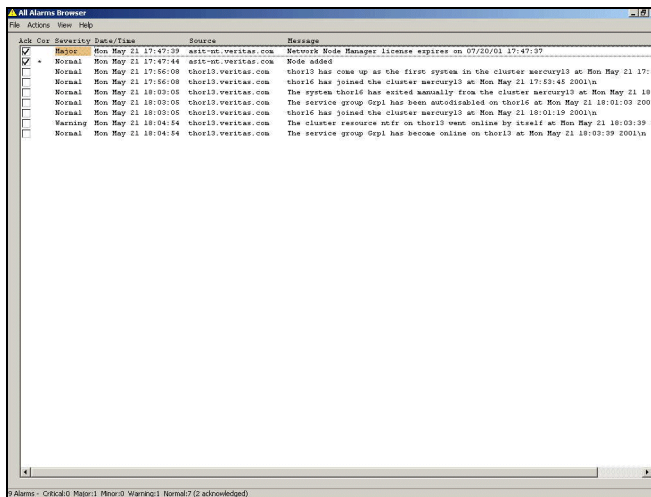 All Alarms Browser
File Actions View Help
Ack Cor Severity Date/Time Source Message
Major Mon May 21 17:47:39 asit-nt.veritas.com Network Node Manager license expires on 07/20/01 17:47:37
* Normal Mon May 21 17:47:44 asit-nt.veritas.com Node added
Normal Mon May 21 17:56:08 thor13.veritas.com thor13 has come up as the first system in the cluster mercury13 at Mon May 21 17:
Normal Mon May 21 17:56:08 thor13.veritas.com thor16 has joined the cluster mercury13 at Mon May 21 17:53:45 2001\n
Normal Mon May 21 18:03:05 thor13.veritas.com The system thor16 has exited manually from the cluster mercury13 at Mon May 21 18
Normal Mon May 21 18:03:05 thor13.veritas.com The service group Grp1 has been autodisabled on thor16 at Mon May 21 18:01:03 200
Normal Mon May 21 18:03:05 thor13.veritas.com thor16 has joined the cluster mercury13 at Mon May 21 18:01:19 2001\n
Warning Mon May 21 18:04:54 thor13.veritas.com The cluster resource ntfr on thor13 went online by itself at Mon May 21 18:03:39
Normal Mon May 21 18:04:54 thor13.veritas.com The service group Grp1 has become online on thor13 at Mon May 21 18:03:39 2001\n
9 Alarms - Critical:0 Major:1 Minor:0 Warning:1 Normal:7 (2 acknowledged)